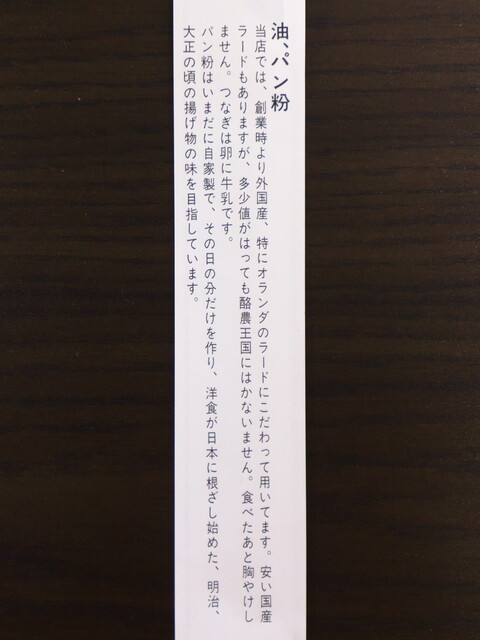 油、パン粉
当店では、創業時より外国産、特にオランダのラードにこだわって用いてます。安い国産
ラードもありますが、多少値がはっても酪農王国にはかないません。食べたあと胸やけし
ません。つなぎは卵に牛乳です。
パン粉はいまだに自家製で、その日の分だけを作り、洋食が日本に根ざし始めた、明治、
大正の頃の揚げ物の味を目指しています。